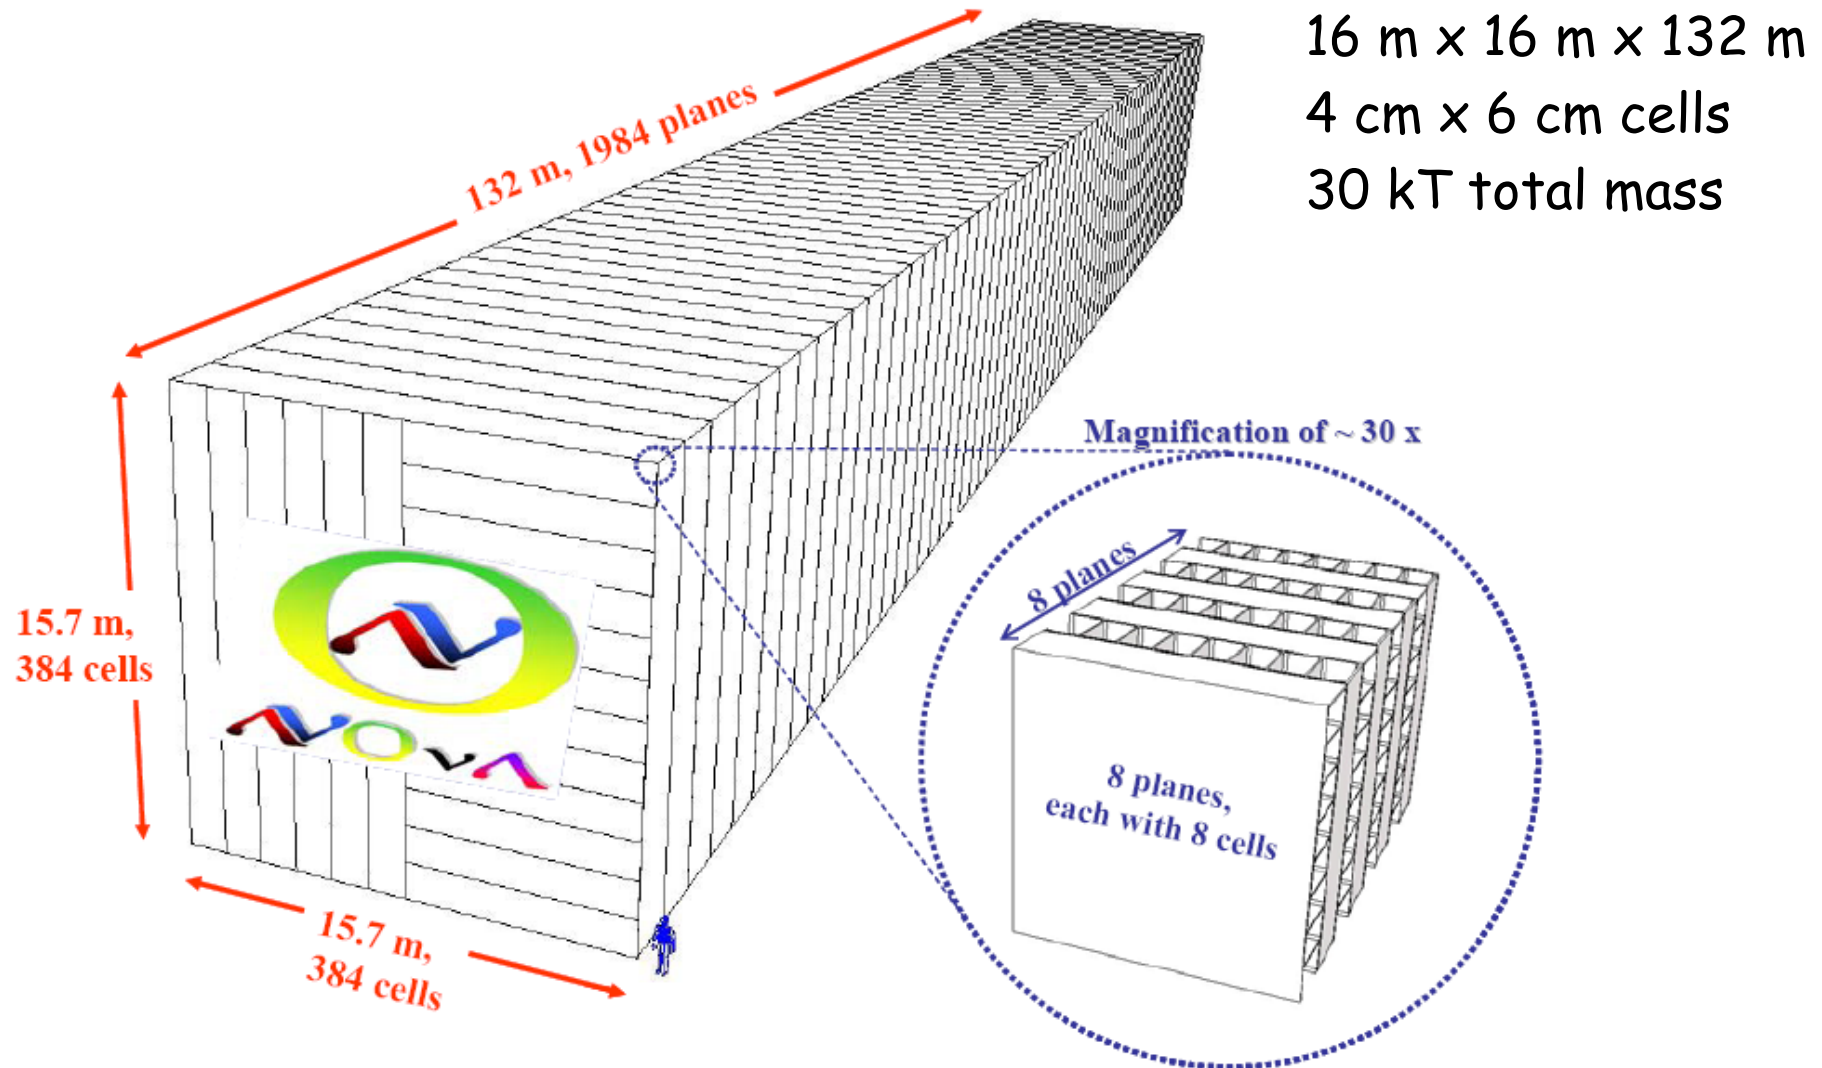 16 m x 16 m x 132 m
4 cm x 6 cm cells
30 kT total mass
132 m, 1984 planes
Magnification of ~ 30 x
8 planes
15.7 m,
384 cells
NOVA
8 planes,
each with 8 cells
15.7 m,
384 cells